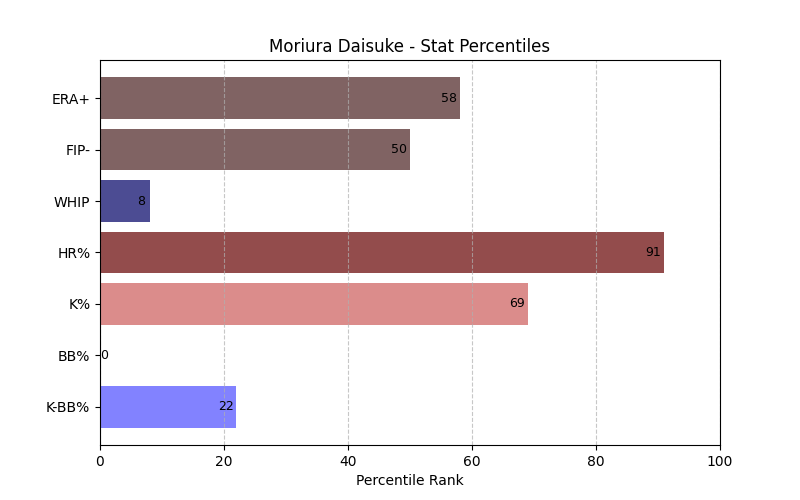 Moriura Daisuke - Stat Percentiles
ERA+ 58
FIP- 50
WHIP 8
HR% 91
K% 69
BB% 0
K-BB% 22
0 20 40 60 80 100
Percentile Rank